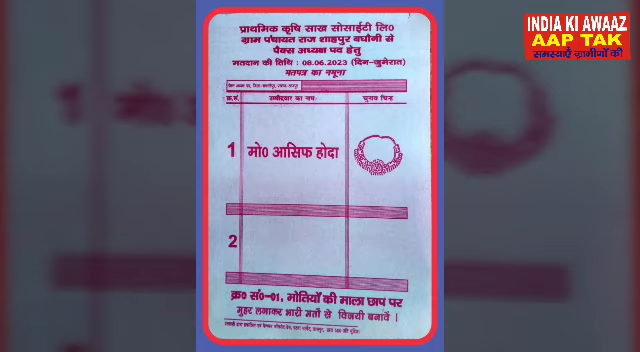 INDIA KI AWAAZ
AAP TAK
समस्याएँ ग्रामीणों की
प्राथमिक कृषि साख सोसाईटी लि०
ग्राम पंचायत राज शाहपुर बघौनी से
पैक्स अध्यक्ष पद हेतु
मतदान की तिथि : 08.06.2023 (दिन-जुमेरात)
मतपत्र का नमूना
क्र.सं. उम्मीदवार का नाम चुनाव चिन्ह
1 मो० आसिफ होदा
2
क्र० सं०-01, मोतियों की माला छाप पर
मुहर लगाकर भारी मतों से विजयी बनावें ।